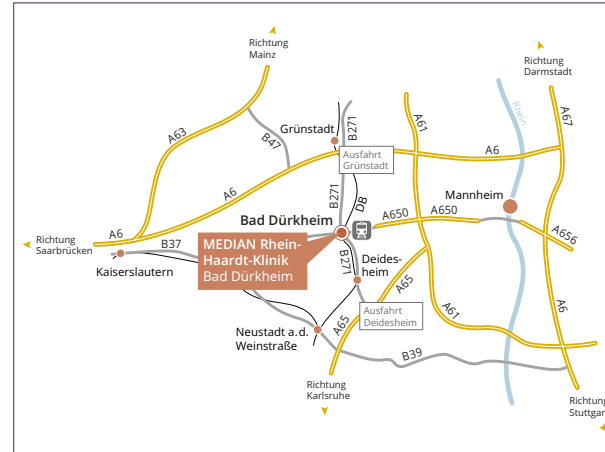 Richtung
Mainz
Richtung
Darmstadt
A63
B47
Grünstadt
B271
A61
Rhein
A67
Ausfahrt
Grünstadt
A6
A6
B271
DB
Mannheim
Bad Dürkheim
A650
A650
A656
A6
Richtung
Saarbrücken
B37
Kaiserslautern
MEDIAN Rhein-
Haardt-Klinik
Bad Dürkheim
B271
Deides-
heim
A65
A61
A6
Ausfahrt
Deidesheim
Neustadt a.d.
Weinstraße
A65
B39
Richtung
Karlsruhe
Richtung
Stuttgar